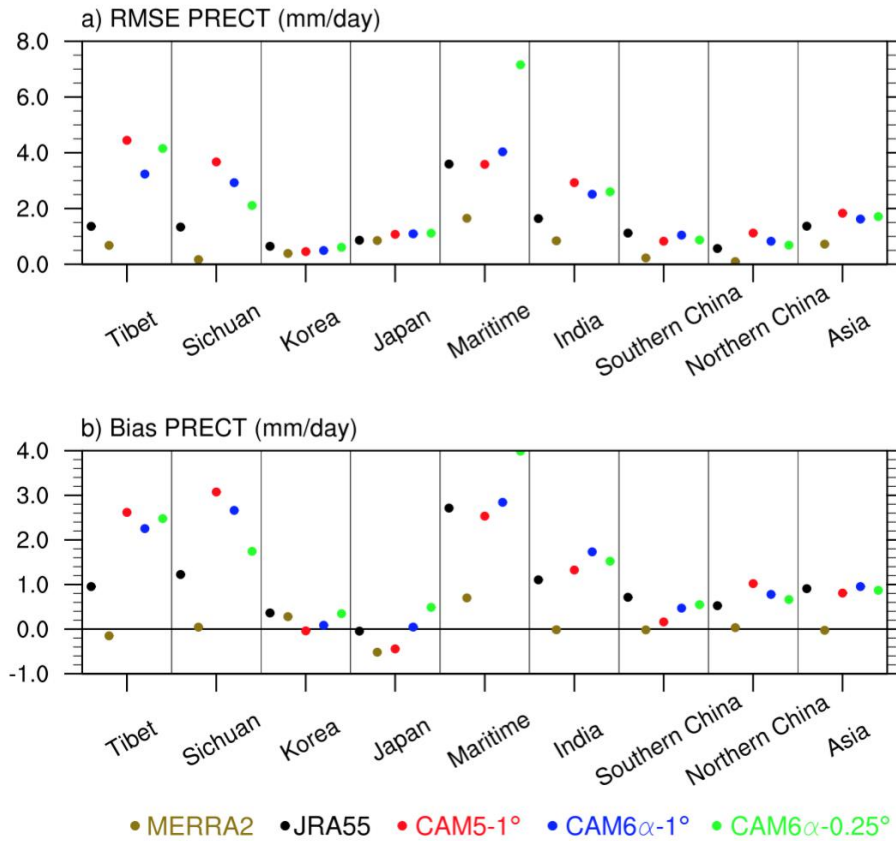 a) RMSE PRECT (mm/day)
8.0
6.0
4.0
2.0
0.0
Tibet
Sichuan
Korea
Japan
Maritime
India
Southern China
Northern China
Asia
b) Bias PRECT (mm/day)
4.0
3.0
2.0
1.0
0.0
-1.0
Tibet
Sichuan
Korea
Japan
Maritime
India
Southern China
Northern China
Asia
MERRA2 JRA55 CAM5-1° CAM6α-1° CAM6α-0.25°